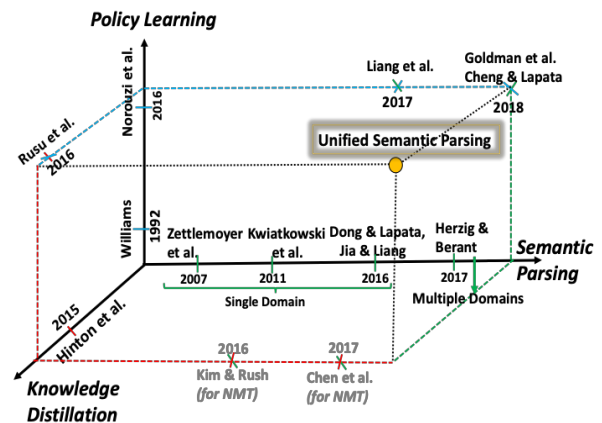 Policy Learning
Liang et al.
2017
Goldman et al.
Cheng & Lapata
2018
Norouzi et al.
2016
Rusu et al.
2016
Unified Semantic Parsing
Williams
1992
Zettlemoyer
et al.
2007
Kwiatkowski
et al.
2011
Dong & Lapata,
Jia & Liang
2016
Herzig &
Berant
2017
Semantic
Parsing
Single Domain
Multiple Domains
2015
Hinton et al.
2016
Kim & Rush
(for NMT)
2017
Chen et al.
(for NMT)
Knowledge
Distillation